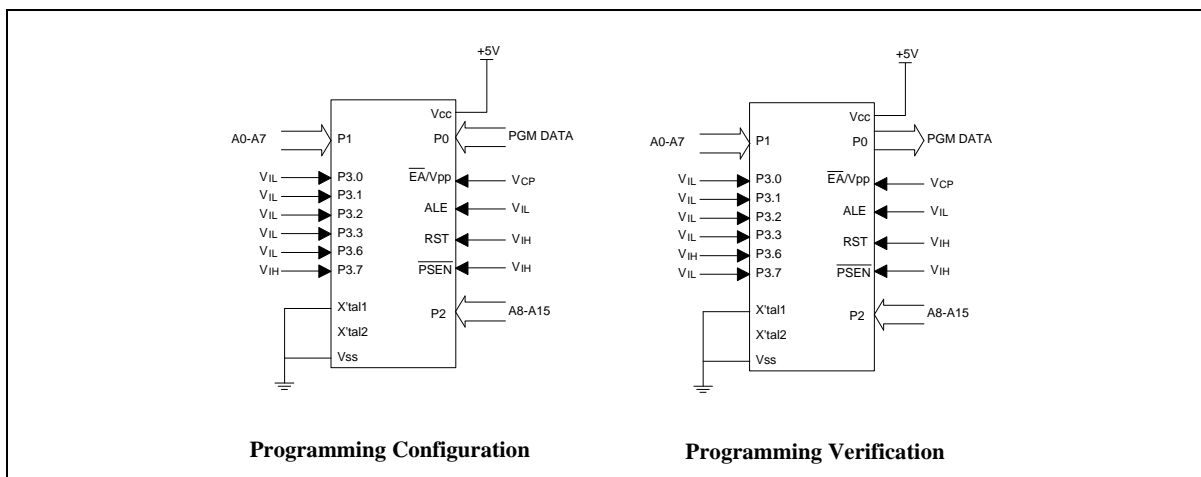 +5V
Vcc
A0-A7
P1
P0
PGM DATA
VIL
P3.0
EA/Vpp
VCP
VIL
P3.1
VIL
P3.2
ALE
VIL
VIL
P3.3
RST
VIH
VIL
P3.6
VIH
P3.7
PSEN
VIH
X'tal1
P2
A8-A15
X'tal2
Vss
Programming Configuration
+5V
Vcc
A0-A7
P1
P0
PGM DATA
VIL
P3.0
EA/Vpp
VCP
VIL
P3.1
VIL
P3.2
ALE
VIL
VIL
P3.3
RST
VIH
VIH
P3.6
VIL
P3.7
PSEN
VIH
X'tal1
P2
A8-A15
X'tal2
Vss
Programming Verification